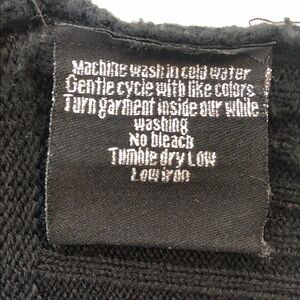 Machine wash in cold water
Gentle cycle with like colors
Turn garment inside our while
washing
No bleach
Tumble dry Low
Low iron